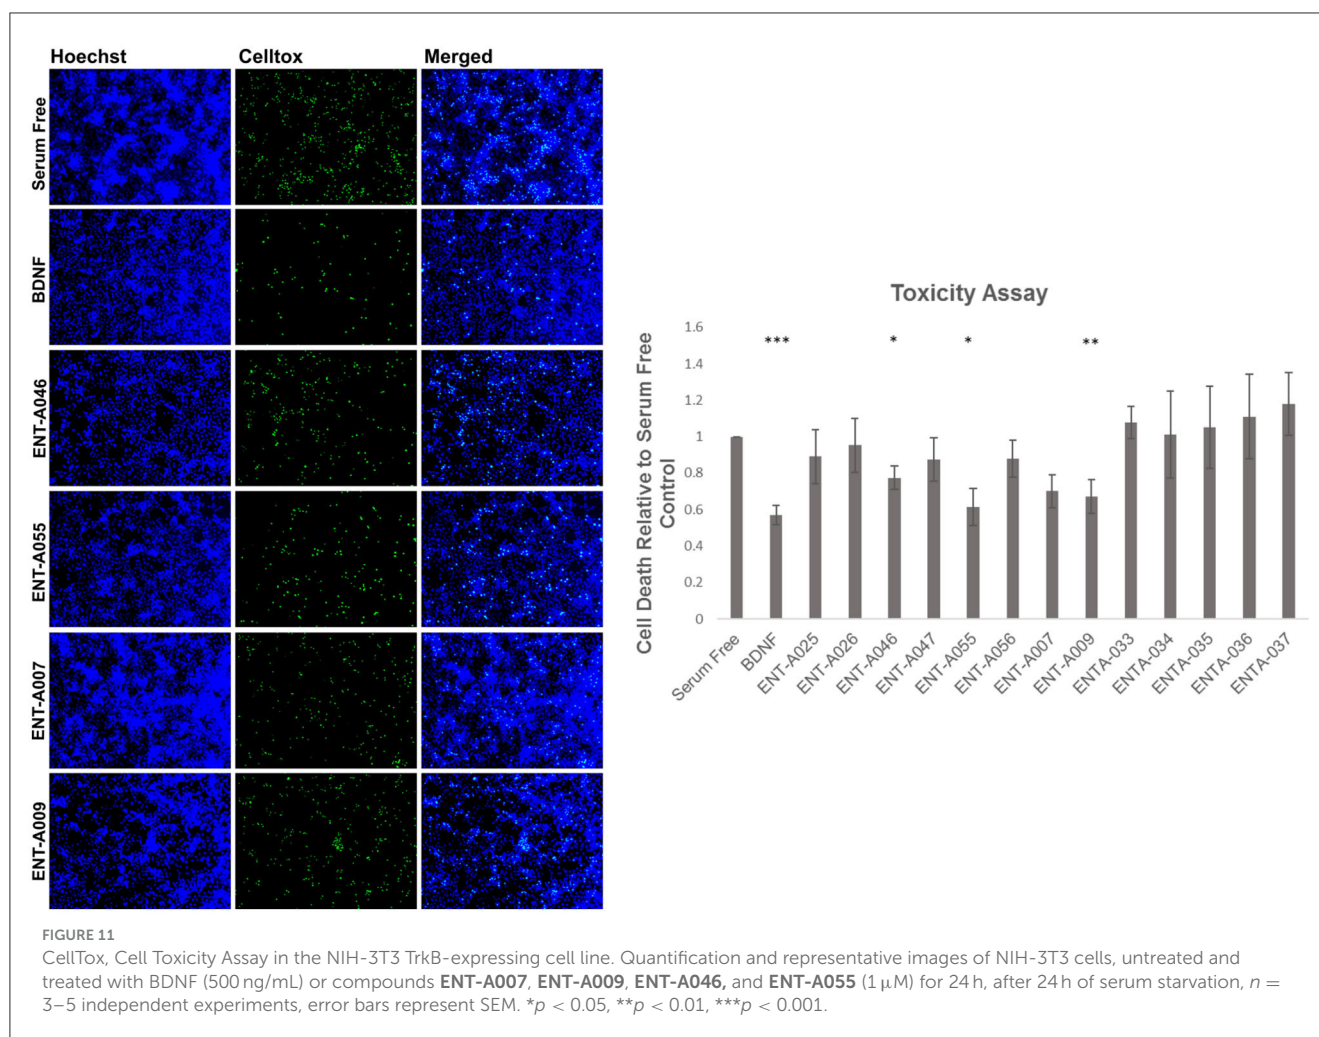 Hoechst Celltox Merged
Serum Free
BDNF
ENT-A046
ENT-A055
ENT-A007
ENT-A009
Toxicity Assay
Cell Death Relative to Serum Free
Control
1.6
1.4
1.2
1
0.8
0.6
0.4
0.2
0
*** * * **
Serum Free
BDNF
ENT-A025
ENT-A026
ENT-A046
ENT-A047
ENT-A055
ENT-A056
ENT-A007
ENT-A009
ENTA-033
ENTA-034
ENTA-035
ENTA-036
ENTA-037
FIGURE 11
CellTox, Cell Toxicity Assay in the NIH-3T3 TrkB-expressing cell line. Quantification and representative images of NIH-3T3 cells, untreated and
treated with BDNF (500 ng/mL) or compounds ENT-A007, ENT-A009, ENT-A046, and ENT-A055 (1 μM) for 24 h, after 24 h of serum starvation, n =
3–5 independent experiments, error bars represent SEM. *p < 0.05, **p < 0.01, ***p < 0.001.